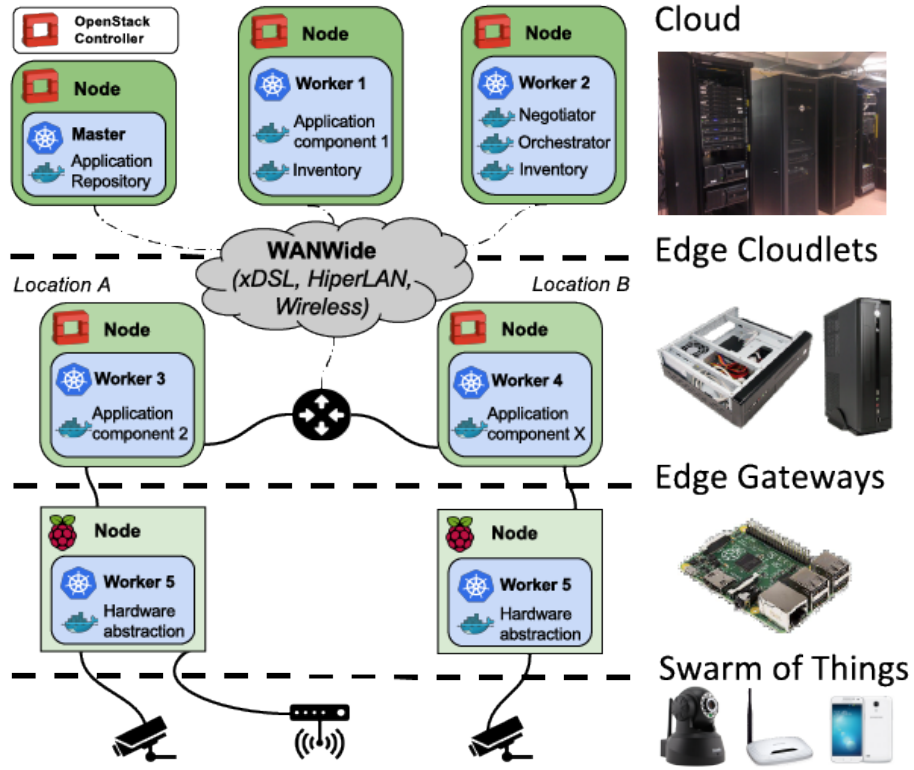 OpenStack
Controller
Node
Master
Application
Repository
Node
Worker 1
Application
component 1
Inventory
Node
Worker 2
Negotiator
Orchestrator
Inventory
Cloud
WANWide
(xDSL, HiperLAN,
Wireless)
Edge Cloudlets
Location A
Location B
Node
Worker 3
Application
component 2
Node
Worker 4
Application
component X
Edge Gateways
Node
Worker 5
Hardware
abstraction
Node
Worker 5
Hardware
abstraction
Swarm of Things